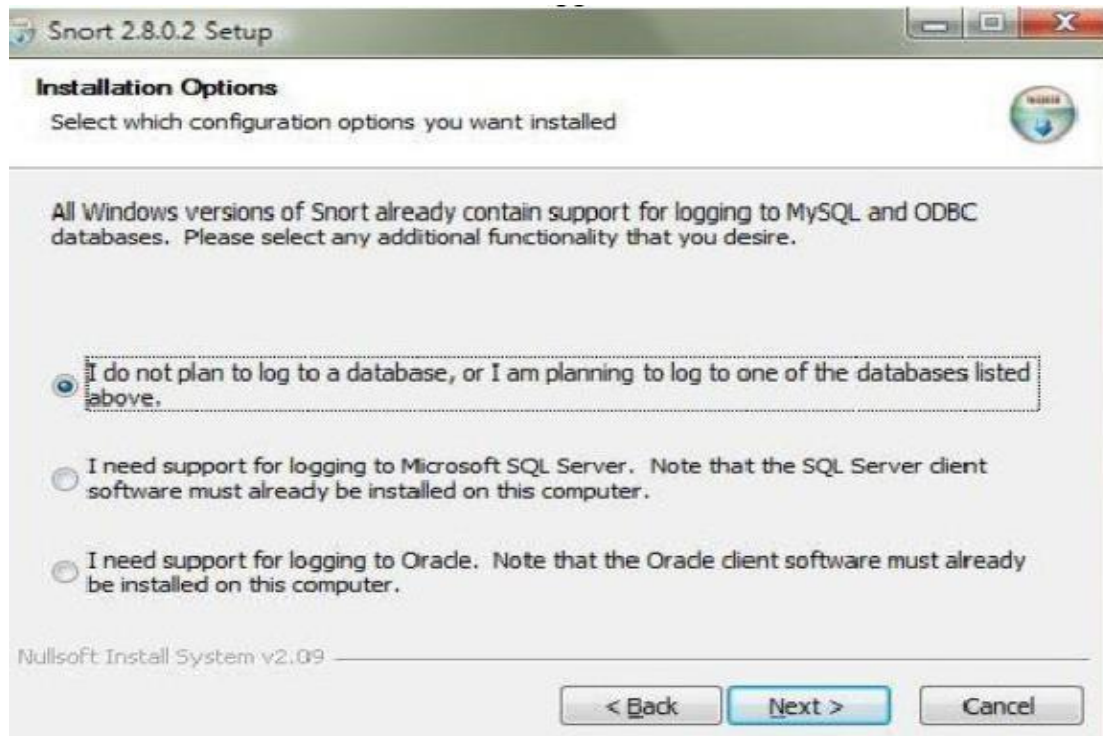 Snort 2.8.0.2 Setup
Installation Options
Select which configuration options you want installed
All Windows versions of Snort already contain support for logging to MySQL and ODBC
databases. Please select any additional functionality that you desire.
I do not plan to log to a database, or I am planning to log to one of the databases listed
above.
I need support for logging to Microsoft SQL Server. Note that the SQL Server client
software must already be installed on this computer.
I need support for logging to Oracle. Note that the Oracle client software must already
be installed on this computer.
Nullsoft Install System v2.09
< Back
Next >
Cancel